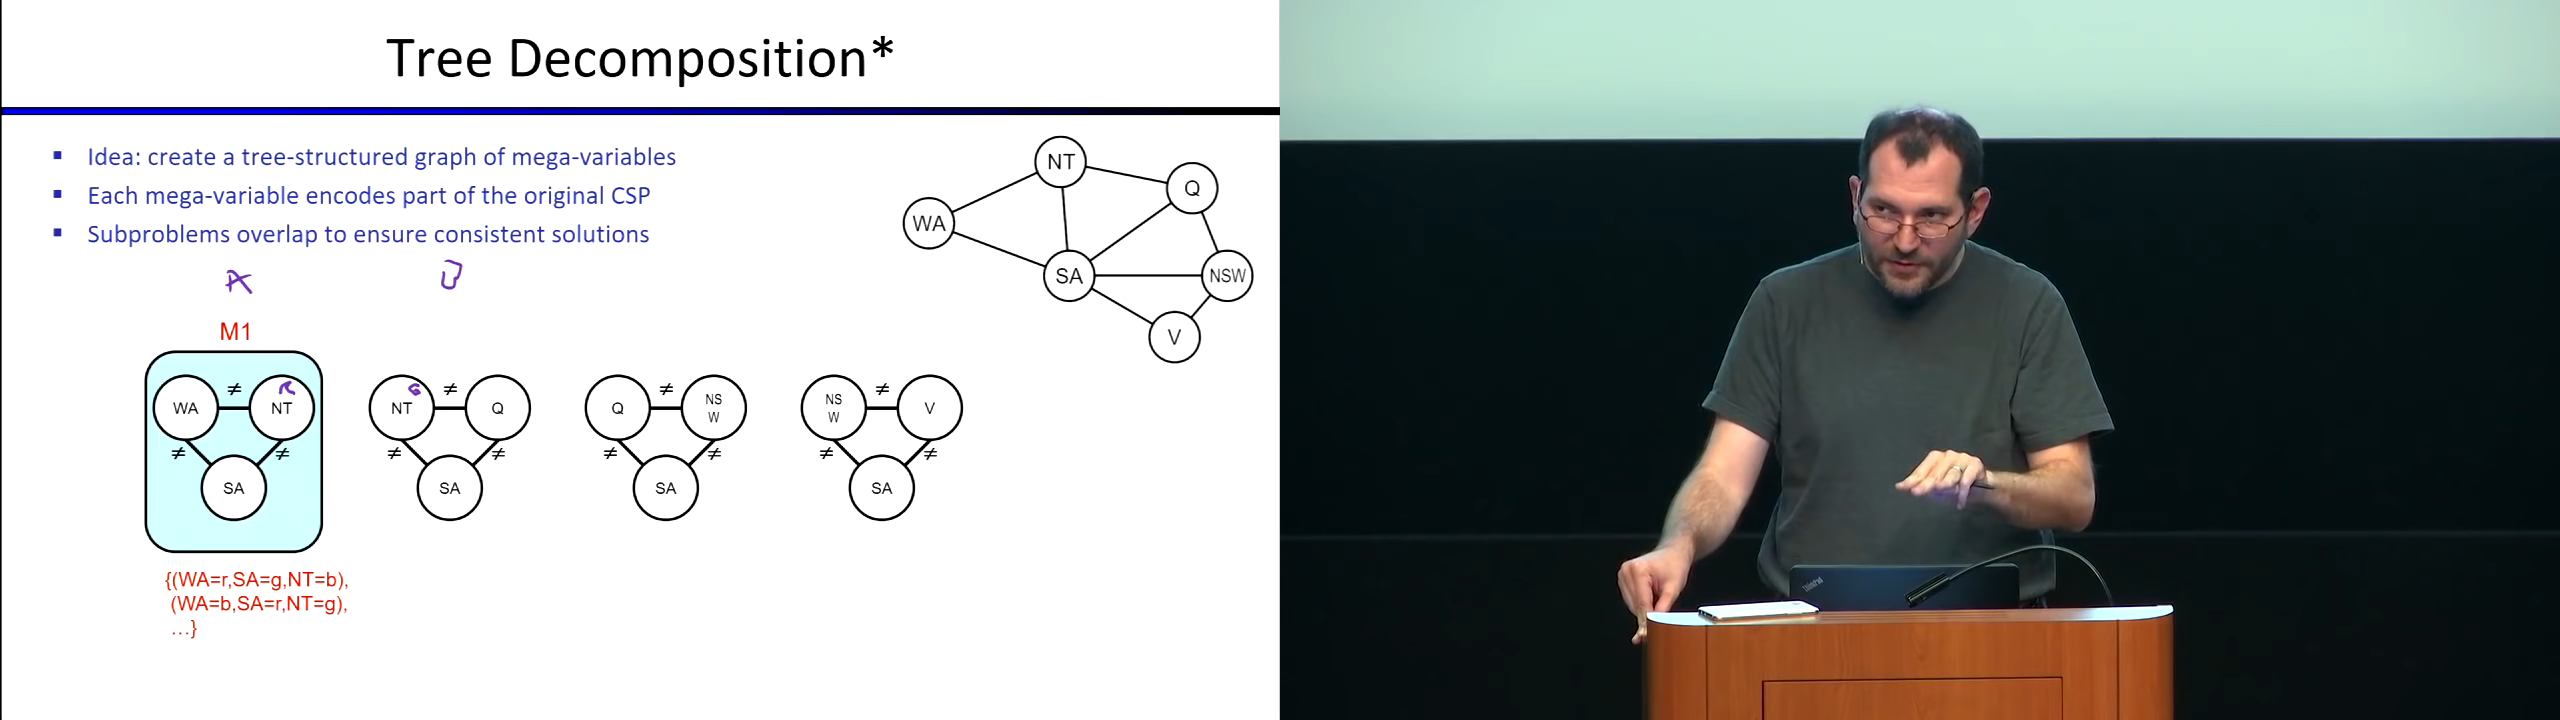 Tree Decomposition*
Idea: create a tree-structured graph of mega-variables
Each mega-variable encodes part of the original CSP
Subproblems overlap to ensure consistent solutions
NT
Q
WA
SA
NSW
V
A
M1
WA ≠ NT
≠ ≠
SA
NT G ≠ Q
≠ ≠
SA
Q ≠ NS
W
≠ ≠
SA
NS
W ≠ V
≠ ≠
SA
{(WA=r,SA=g,NT=b),
(WA=b,SA=r,NT=g),
...}
ThinkPad